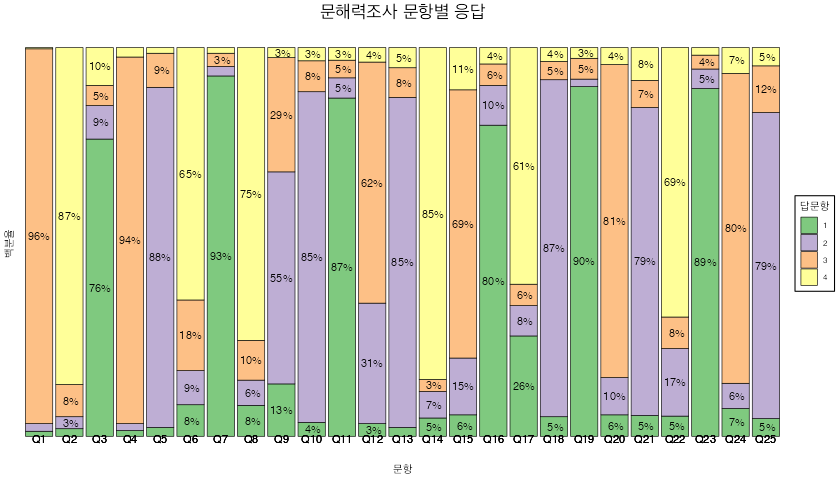 문해력조사 문항별 응답
10% 3% 3% 3% 3% 4% 5% 4% 4% 3% 4% 8% 4% 7% 5%
9% 5% 8% 5% 8% 11% 6% 5% 5% 7% 5% 12%
9% 29% 5% 10%
96% 87% 76% 94% 88% 65% 93% 75% 55% 85% 87% 62% 85% 85% 69% 80% 61% 87% 90% 81% 79% 69% 89% 80% 79%
8% 18% 10% 31% 3% 15% 6% 10% 8% 6%
3% 9% 6% 7% 8% 17%
8% 8% 13% 4% 3% 5% 6% 26% 5% 6% 5% 5% 7% 5%
Q1 Q2 Q3 Q4 Q5 Q6 Q7 Q8 Q9 Q10 Q11 Q12 Q13 Q14 Q15 Q16 Q17 Q18 Q19 Q20 Q21 Q22 Q23 Q24 Q25
문항
백분율
답문항
1
2
3
4